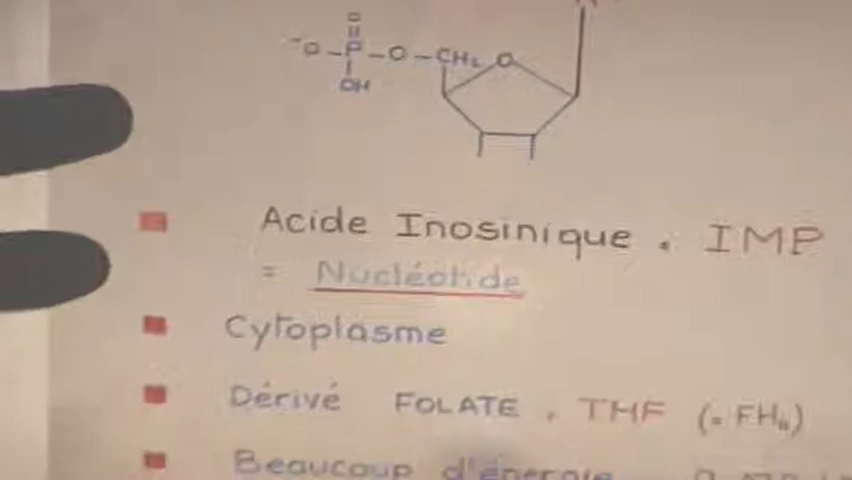 O
⁻O-P-O-CH₂ O
OH
Acide Inosinique . IMP
= Nucléotide
Cytoplasme
Dérivé FOLATE . THF (= FH₄)
Beaucoup d'énergie